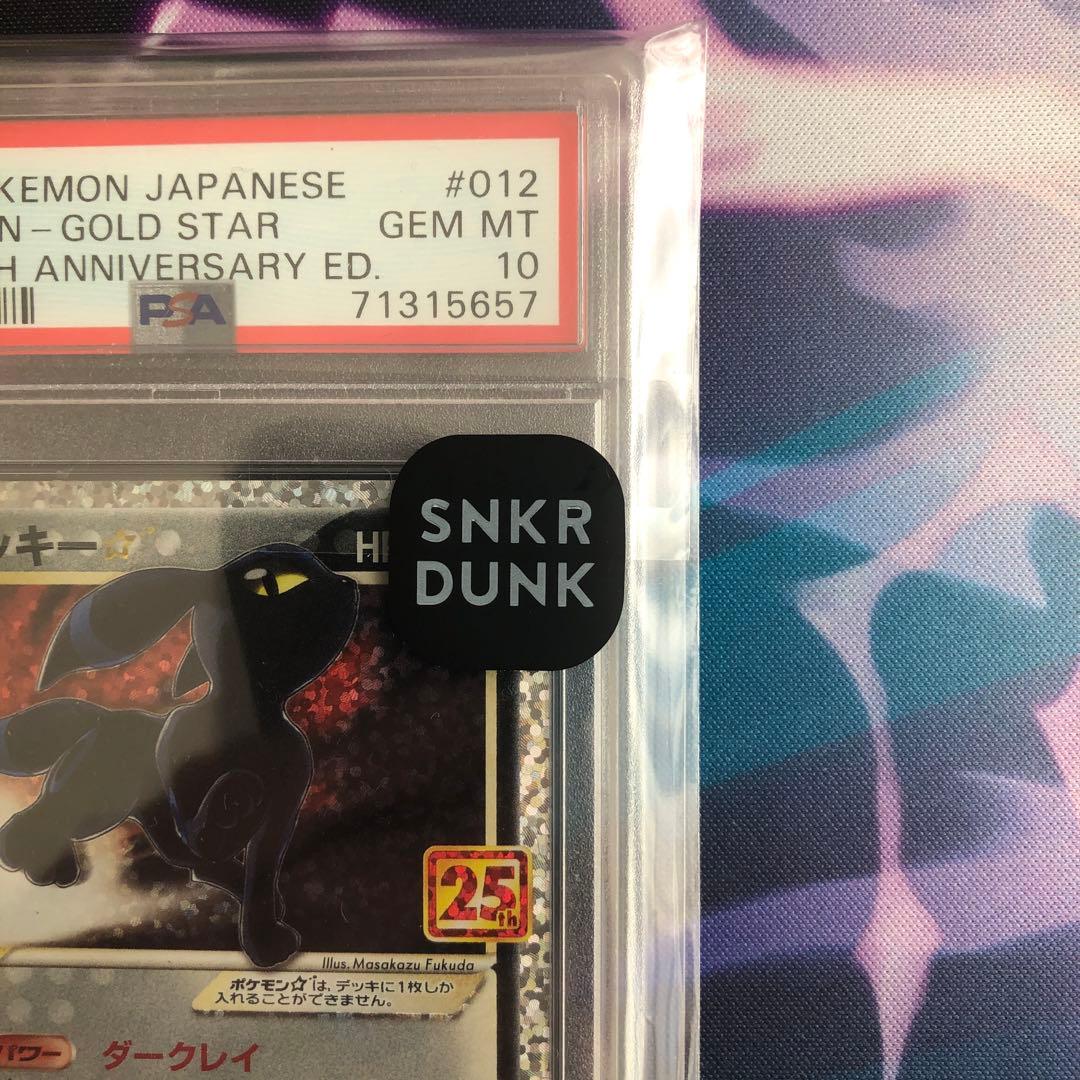 KEMON JAPANESE #012
N-GOLD STAR GEM MT
H ANNIVERSARY ED. 10
PSA 71315657
SNKR
DUNK
ッキー☆
25th
Illus. Masakazu Fukuda
ポケモン☆は、デッキに1枚しか
入れることができません。
パワー ダークレイ